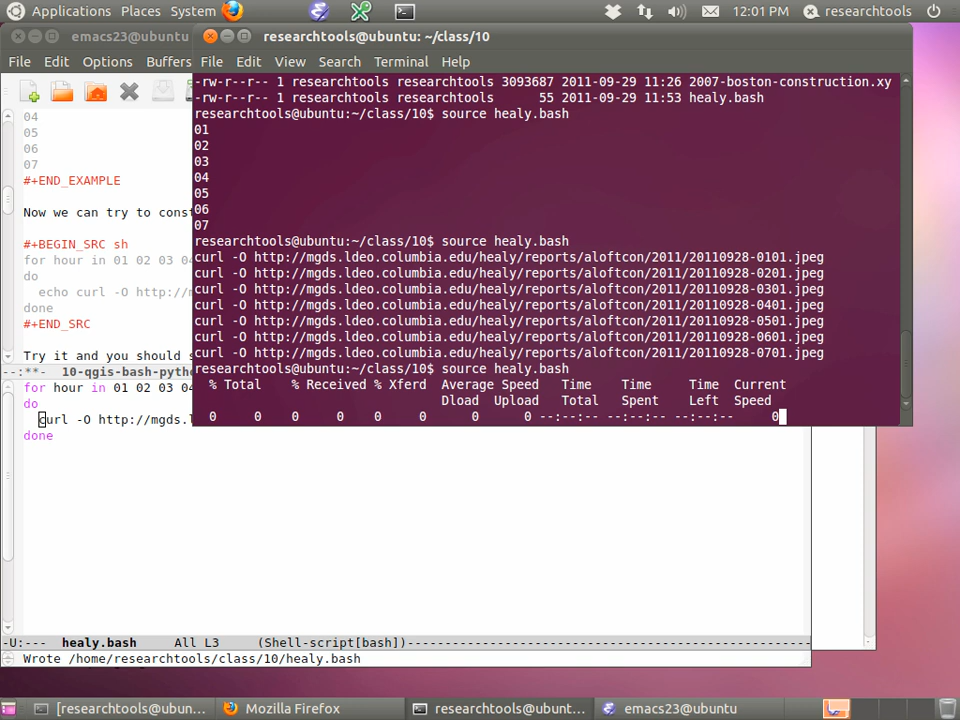 Applications Places System 12:01 PM researchtools
emacs23@ubuntu
researchtools@ubuntu: ~/class/10
File Edit Options Buffers
File Edit View Search Terminal Help
-rw-r--r-- 1 researchtools researchtools 3093687 2011-09-29 11:26 2007-boston-construction.xy
-rw-r--r-- 1 researchtools researchtools 55 2011-09-29 11:53 healy.bash
researchtools@ubuntu:~/class/10$ source healy.bash
01
02
03
04
05
06
07
researchtools@ubuntu:~/class/10$ source healy.bash
curl -O http://mgds.ldeo.columbia.edu/healy/reports/aloftcon/2011/20110928-0101.jpeg
curl -O http://mgds.ldeo.columbia.edu/healy/reports/aloftcon/2011/20110928-0201.jpeg
curl -O http://mgds.ldeo.columbia.edu/healy/reports/aloftcon/2011/20110928-0301.jpeg
curl -O http://mgds.ldeo.columbia.edu/healy/reports/aloftcon/2011/20110928-0401.jpeg
curl -O http://mgds.ldeo.columbia.edu/healy/reports/aloftcon/2011/20110928-0501.jpeg
curl -O http://mgds.ldeo.columbia.edu/healy/reports/aloftcon/2011/20110928-0601.jpeg
curl -O http://mgds.ldeo.columbia.edu/healy/reports/aloftcon/2011/20110928-0701.jpeg
researchtools@ubuntu:~/class/10$ source healy.bash
% Total % Received % Xferd Average Speed Time Time Time Current
Dload Upload Total Spent Left Speed
0 0 0 0 0 0 0 0 --:--:-- --:--:-- --:--:-- 0
04
05
06
07
#+END_EXAMPLE
Now we can try to const
#+BEGIN_SRC sh
for hour in 01 02 03 04
do
echo curl -O http://m
done
#+END_SRC
Try it and you should s
--:**- 10-qgis-bash-pyth
for hour in 01 02 03 04
do
curl -O http://mgds.l
done
-U:--- healy.bash All L3 (Shell-script[bash])
Wrote /home/researchtools/class/10/healy.bash
[researchtools@ubun... Mozilla Firefox researchtools@ubunt... emacs23@ubuntu